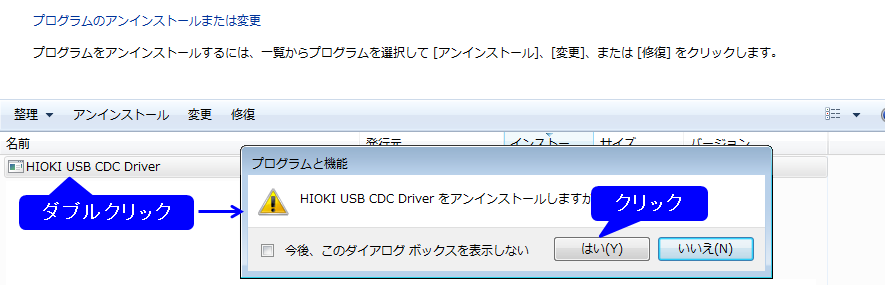 プログラムのアンインストールまたは変更
プログラムをアンインストールするには、一覧からプログラムを選択して [アンインストール]、[変更]、または [修復] をクリックします。
整理 アンインストール 変更 修復
名前 発行元 インストー... サイズ バージョン
HIOKI USB CDC Driver
プログラムと機能
HIOKI USB CDC Driver をアンインストールしますか
ダブルクリック
クリック
今後、このダイアログ ボックスを表示しない
はい(Y) いいえ(N)